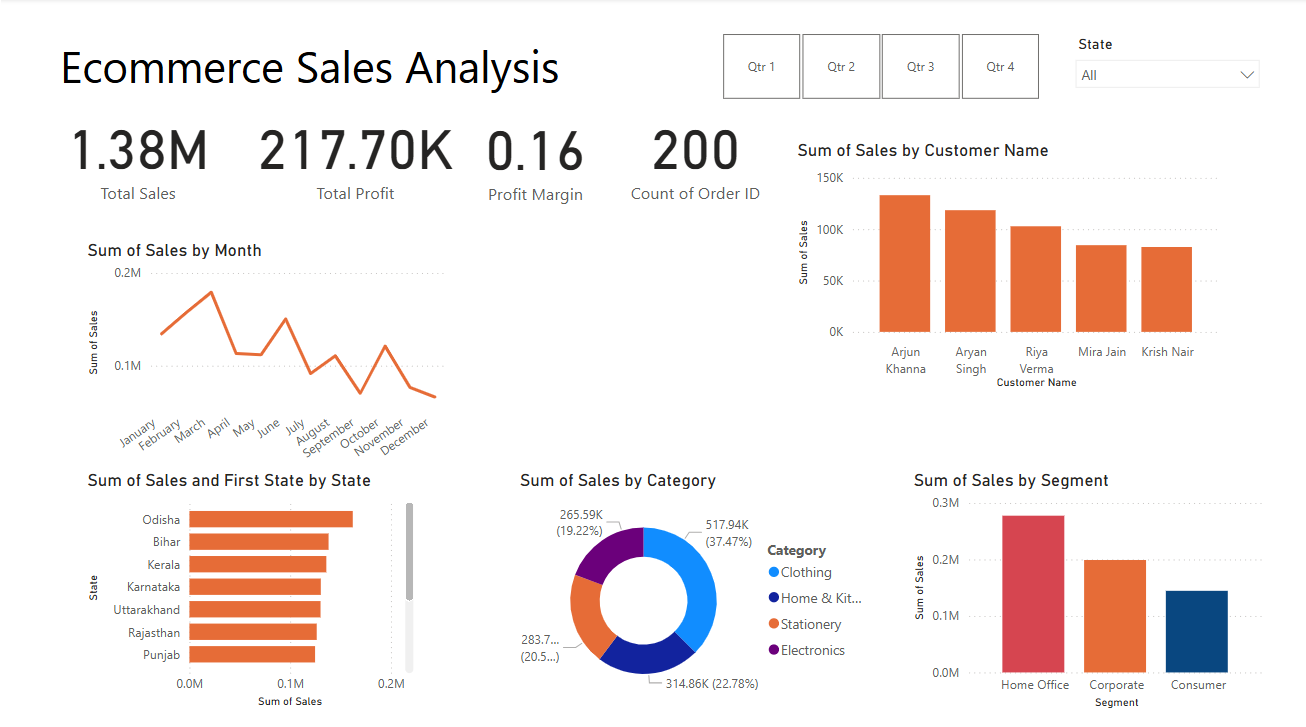 Ecommerce Sales Analysis
Qtr 1
Qtr 2
Qtr 3
Qtr 4
State
All
1.38M
Total Sales
217.70K
Total Profit
0.16
Profit Margin
200
Count of Order ID
Sum of Sales by Customer Name
150K
100K
50K
0K
Sum of Sales
Arjun
Khanna
Aryan
Singh
Riya
Verma
Mira Jain
Krish Nair
Customer Name
Sum of Sales by Month
0.2M
0.1M
Sum of Sales
January
February
March
April
May
June
July
August
September
October
November
December
Sum of Sales and First State by State
State
Odisha
Bihar
Kerala
Karnataka
Uttarakhand
Rajasthan
Punjab
0.0M
0.1M
0.2M
Sum of Sales
Sum of Sales by Category
265.59K
(19.22%)
517.94K
(37.47%)
283.7...
(20.5...)
314.86K (22.78%)
Category
Clothing
Home & Kit...
Stationery
Electronics
Sum of Sales by Segment
0.3M
0.2M
0.1M
0.0M
Sum of Sales
Home Office
Corporate
Consumer
Segment